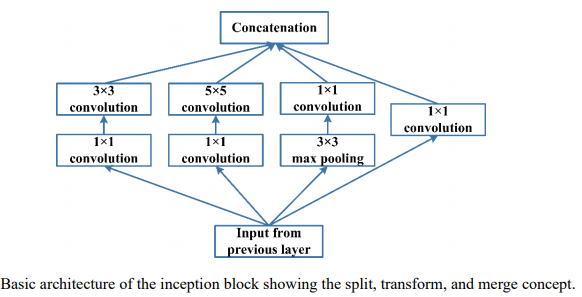 Concatenation
3×3
convolution
5×5
convolution
1×1
convolution
1×1
convolution
1×1
convolution
1×1
convolution
3×3
max pooling
Input from
previous layer
Basic architecture of the inception block showing the split, transform, and merge concept.